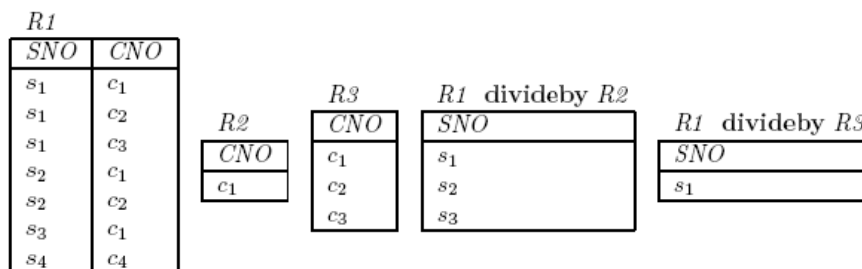 R1
SNO CNO
s1 c1
s1 c2
s1 c3
s2 c1
s2 c2
s3 c1
s4 c4
R2
CNO
c1
R3
CNO
c1
c2
c3
R1 divideby R2
SNO
s1
s2
s3
R1 divideby R3
SNO
s1